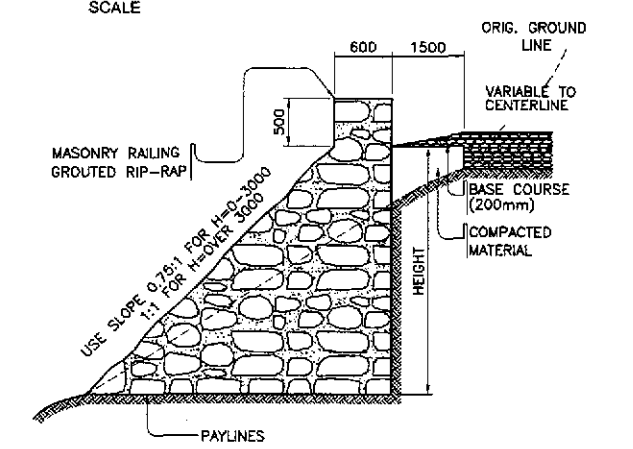 SCALE
ORIG. GROUND
LINE
600
1500
VARIABLE TO
CENTERLINE
500
MASONRY RAILING
GROUTED RIP-RAP
BASE COURSE
(200mm)
COMPACTED
MATERIAL
HEIGHT
USE SLOPE 0.75:1 FOR H=0-3000
1:1 FOR H=OVER 3000
PAYLINES